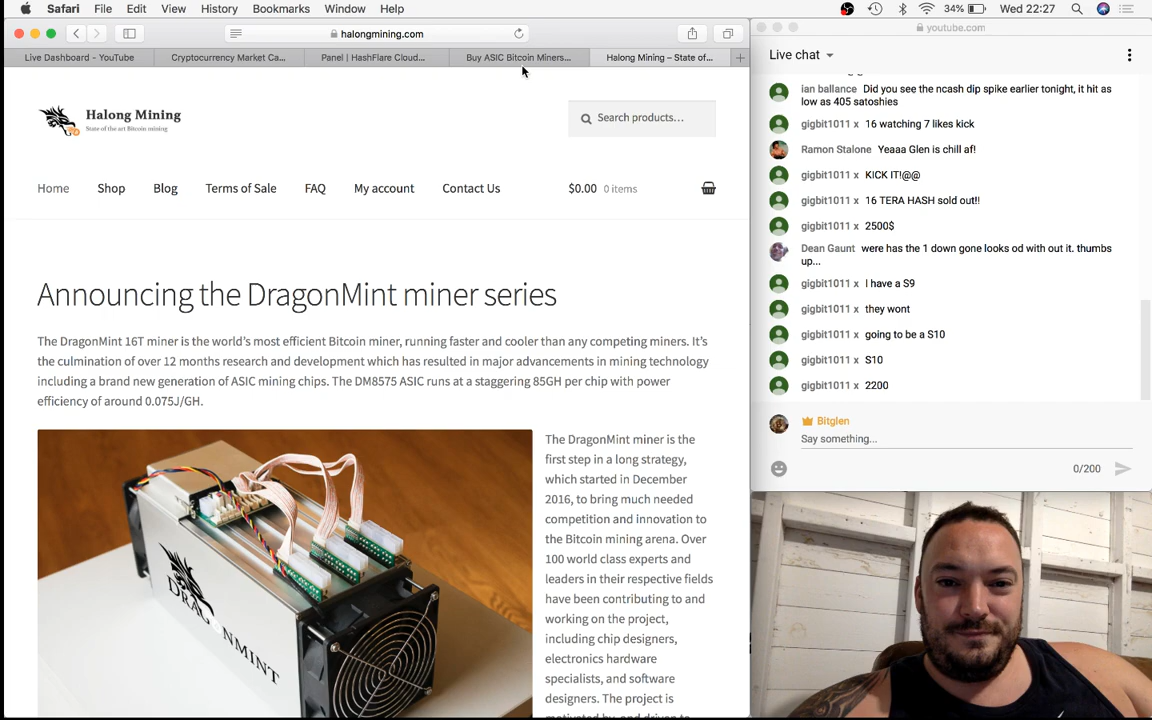 Safari File Edit View History Bookmarks Window Help
34% Wed 22:27
halongmining.com
Live Dashboard - YouTube
Cryptocurrency Market Ca...
Panel | HashFlare Cloud...
Buy ASIC Bitcoin Miners...
Halong Mining – State of...
Halong Mining
State of the art Bitcoin mining
Search products...
Home Shop Blog Terms of Sale FAQ My account Contact Us $0.00 0 items
Announcing the DragonMint miner series
The DragonMint 16T miner is the world's most efficient Bitcoin miner, running faster and cooler than any competing miners. It's
the culmination of over 12 months research and development which has resulted in major advancements in mining technology
including a brand new generation of ASIC mining chips. The DM8575 ASIC runs at a staggering 85GH per chip with power
efficiency of around 0.075J/GH.
DRAGONMINT
The DragonMint miner is the
first step in a long strategy,
which started in December
2016, to bring much needed
competition and innovation to
the Bitcoin mining arena. Over
100 world class experts and
leaders in their respective fields
have been contributing to and
working on the project,
including chip designers,
electronics hardware
specialists, and software
designers. The project is
motivated by, and driven to
youtube.com
Live chat
ian ballance Did you see the ncash dip spike earlier tonight, it hit as
low as 405 satoshies
gigbit1011 x 16 watching 7 likes kick
Ramon Stalone Yeaaa Glen is chill af!
gigbit1011 x KICK IT!@@
gigbit1011 x 16 TERA HASH sold out!!
gigbit1011 x 2500$
Dean Gaunt were has the 1 down gone looks od with out it. thumbs
up...
gigbit1011 x I have a S9
gigbit1011 x they wont
gigbit1011 x going to be a S10
gigbit1011 x S10
gigbit1011 x 2200
Bitglen
Say something...
0/200